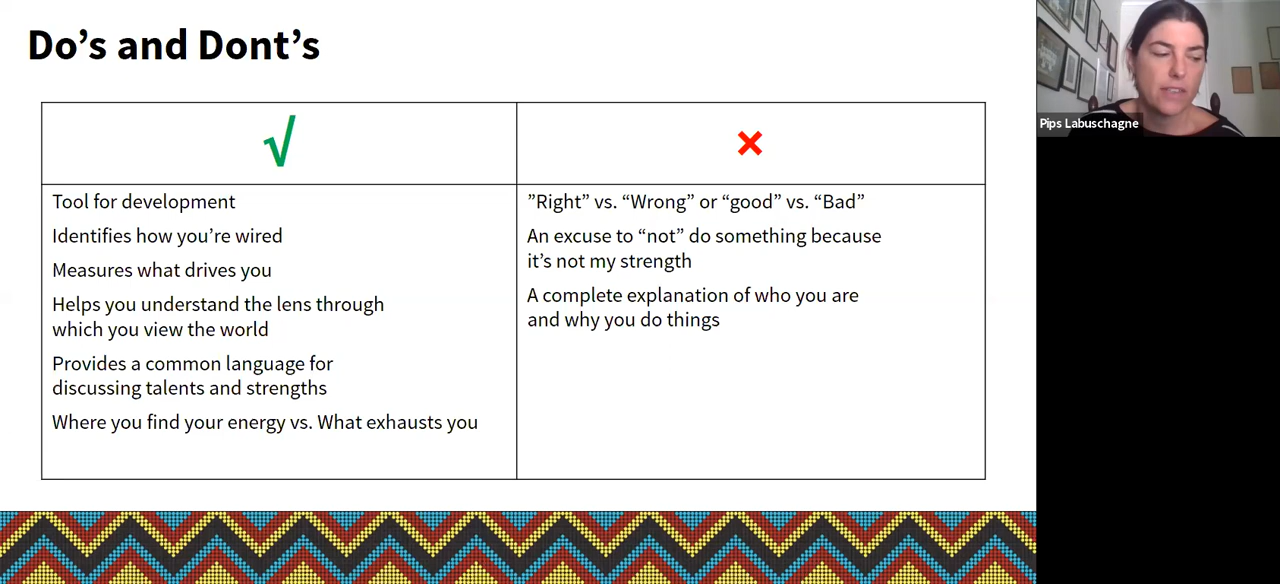 Do’s and Dont’s
Pips Labuschagne
√
×
Tool for development
Identifies how you’re wired
Measures what drives you
Helps you understand the lens through
which you view the world
Provides a common language for
discussing talents and strengths
Where you find your energy vs. What exhausts you
”Right” vs. “Wrong” or “good” vs. “Bad”
An excuse to “not” do something because
it’s not my strength
A complete explanation of who you are
and why you do things